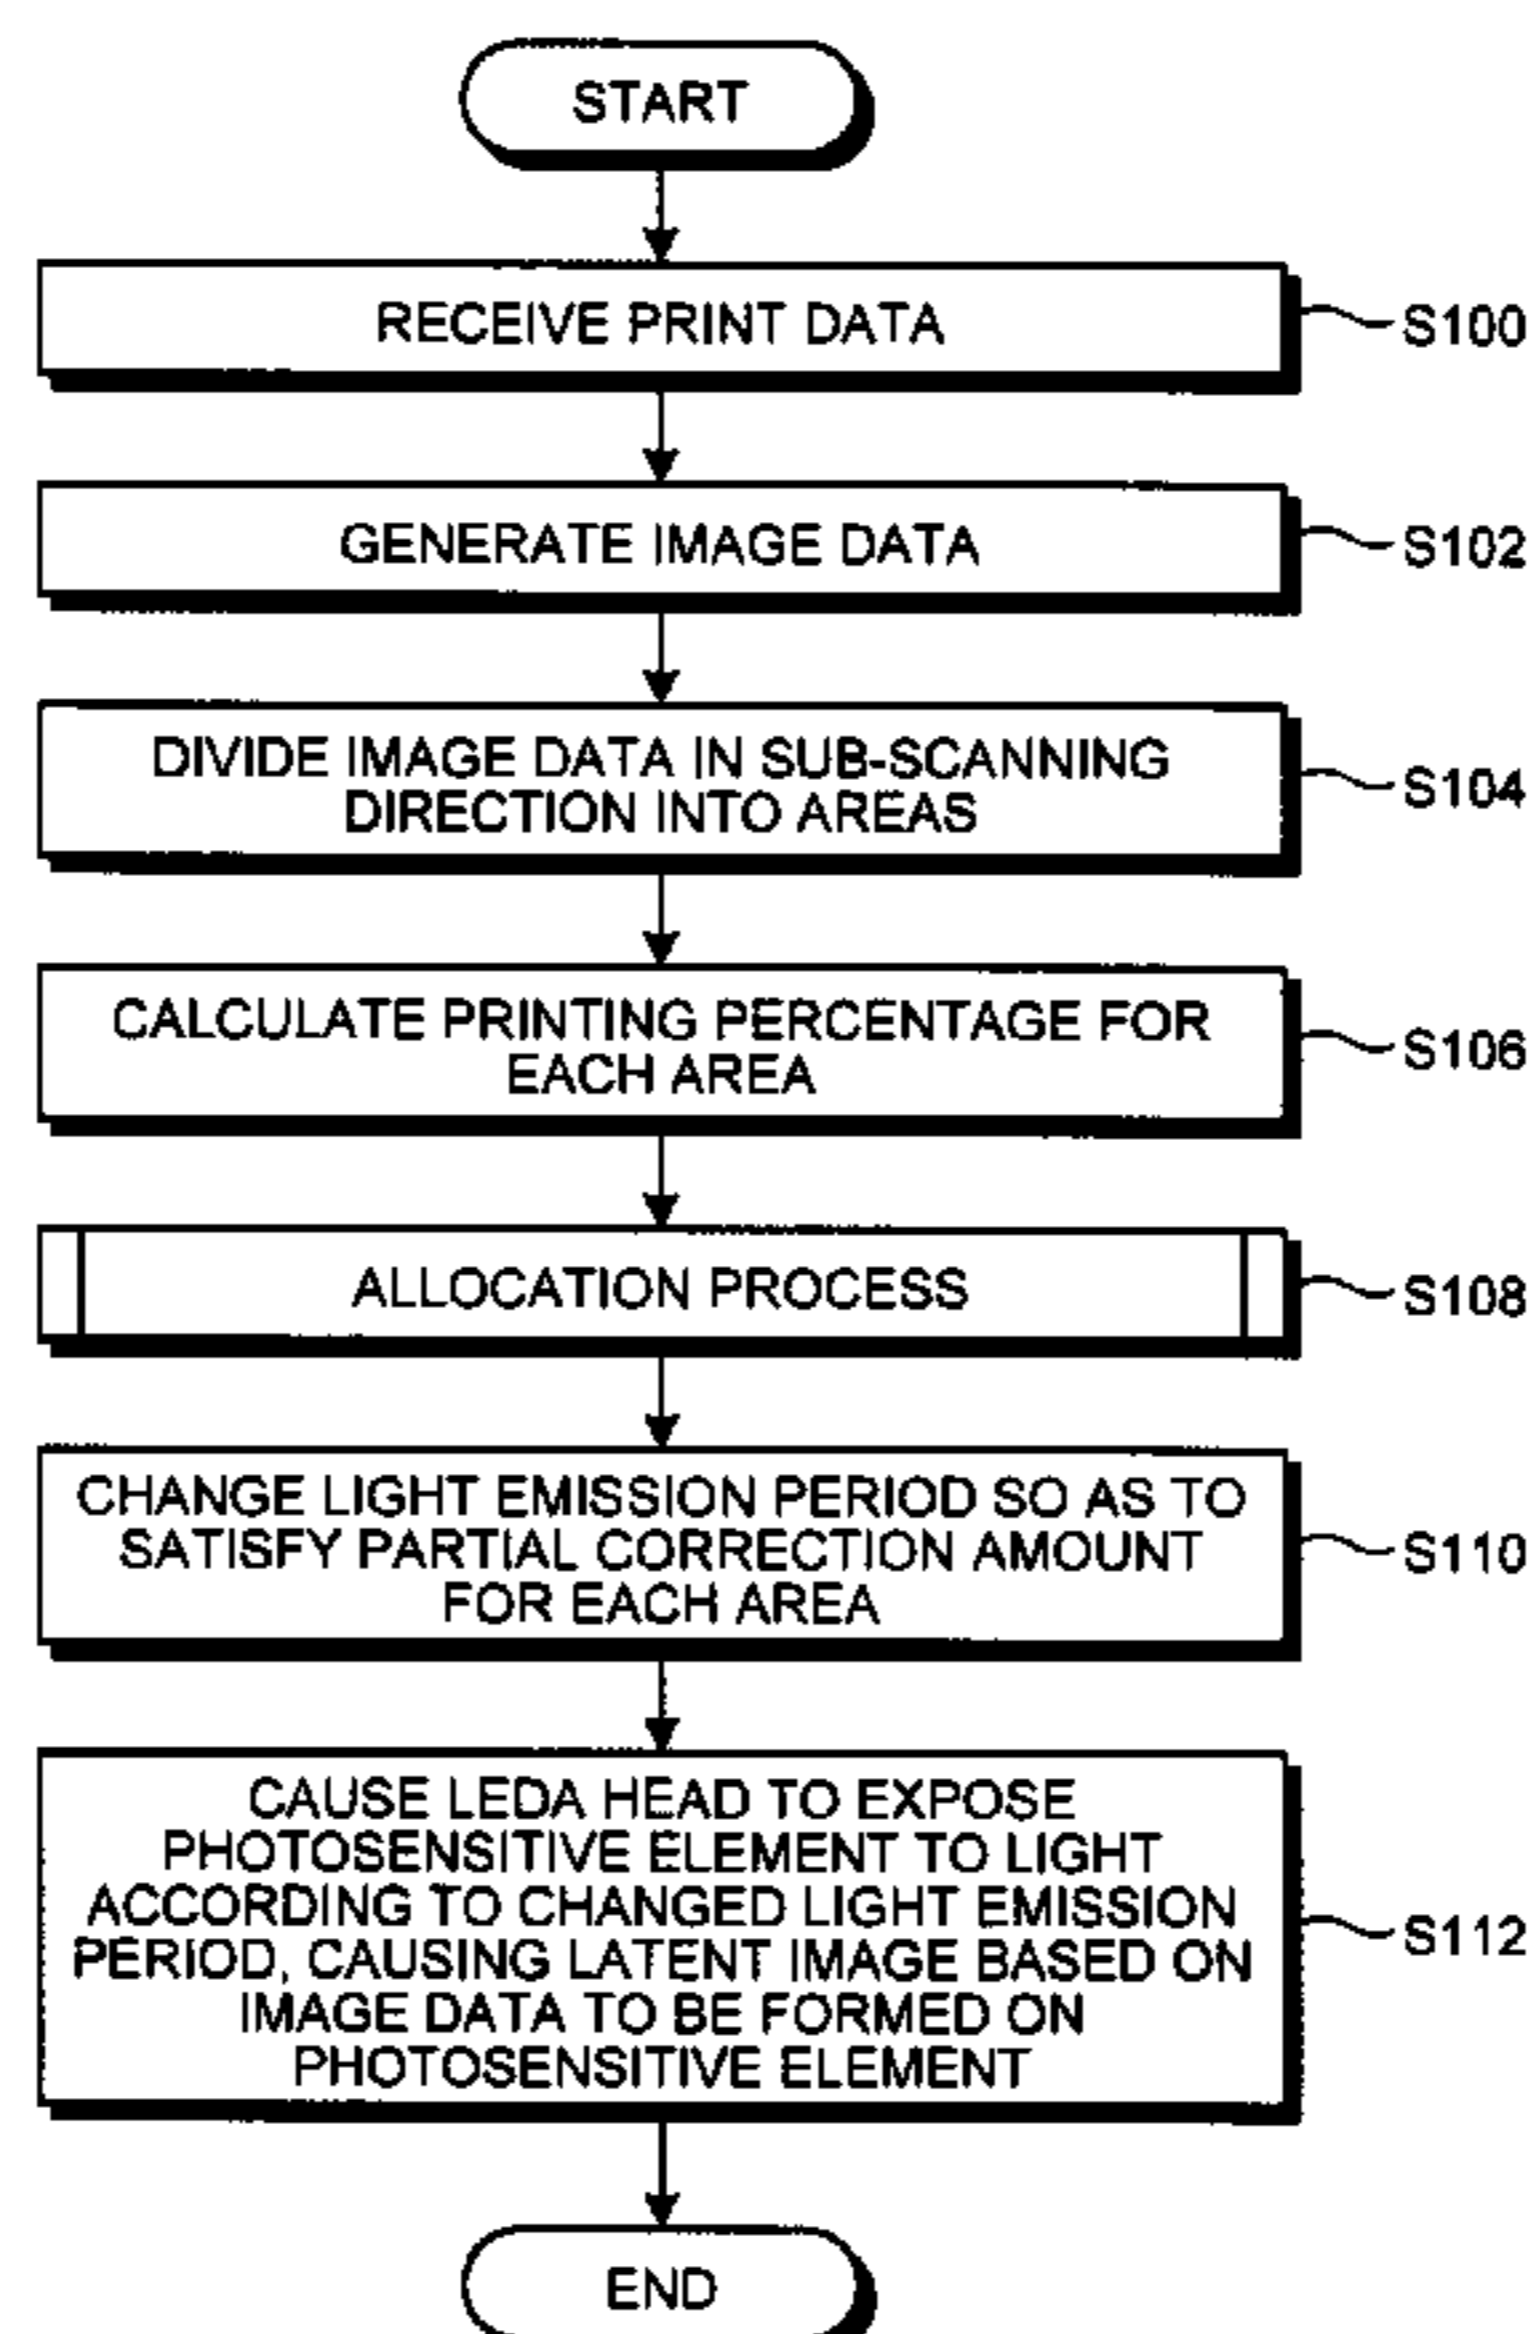 START
RECEIVE PRINT DATA
S100
GENERATE IMAGE DATA
S102
DIVIDE IMAGE DATA IN SUB-SCANNING
DIRECTION INTO AREAS
S104
CALCULATE PRINTING PERCENTAGE FOR
EACH AREA
S106
ALLOCATION PROCESS
S108
CHANGE LIGHT EMISSION PERIOD SO AS TO
SATISFY PARTIAL CORRECTION AMOUNT
FOR EACH AREA
S110
CAUSE LEDA HEAD TO EXPOSE
PHOTOSENSITIVE ELEMENT TO LIGHT
ACCORDING TO CHANGED LIGHT EMISSION
PERIOD, CAUSING LATENT IMAGE BASED ON
IMAGE DATA TO BE FORMED ON
PHOTOSENSITIVE ELEMENT
S112
END